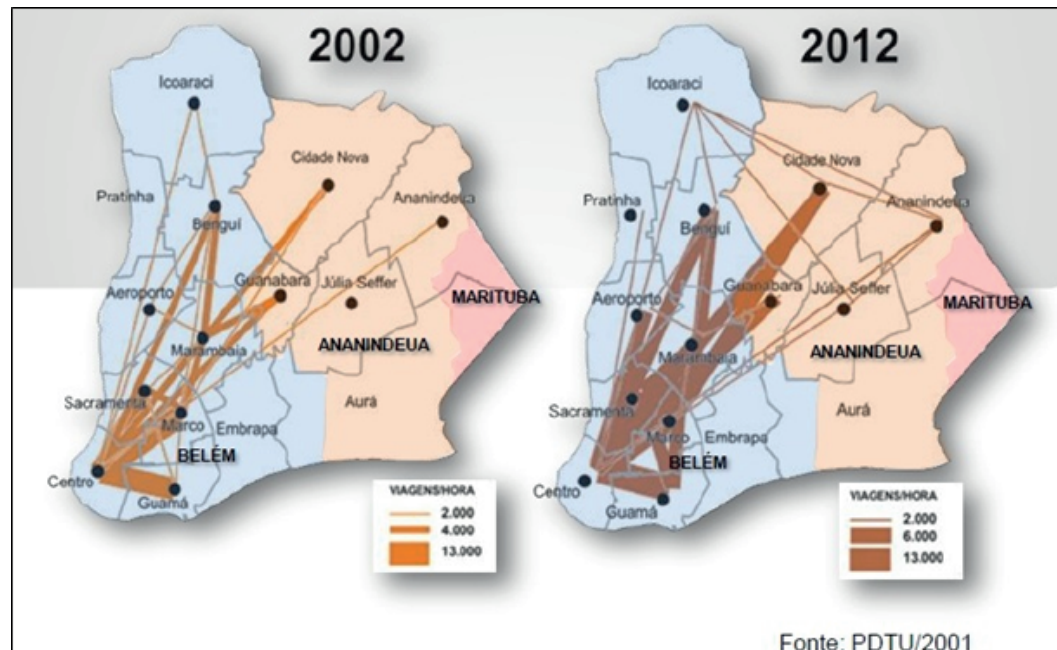 2002
Icoaraci
Cidade Nova
Pratinha
Ananindeua
Benguí
Guanabara
Júlia Seffer
Aeroporto
MARITUBA
Marambaia
ANANINDEUA
Sacramenta
Aurá
Marco
Embrapa
BELÉM
Centro
Guamá
VIAGENS/HORA
2.000
4.000
13.000
2012
Icoaraci
Cidade Nova
Pratinha
Ananindeua
Benguí
Guanabara
Júlia Seffer
Aeroporto
MARITUBA
Marambaia
ANANINDEUA
Sacramenta
Aurá
Marco
Embrapa
BELÉM
Centro
Guamá
VIAGENS/HORA
2.000
6.000
13.000
Fonte: PDTU/2001